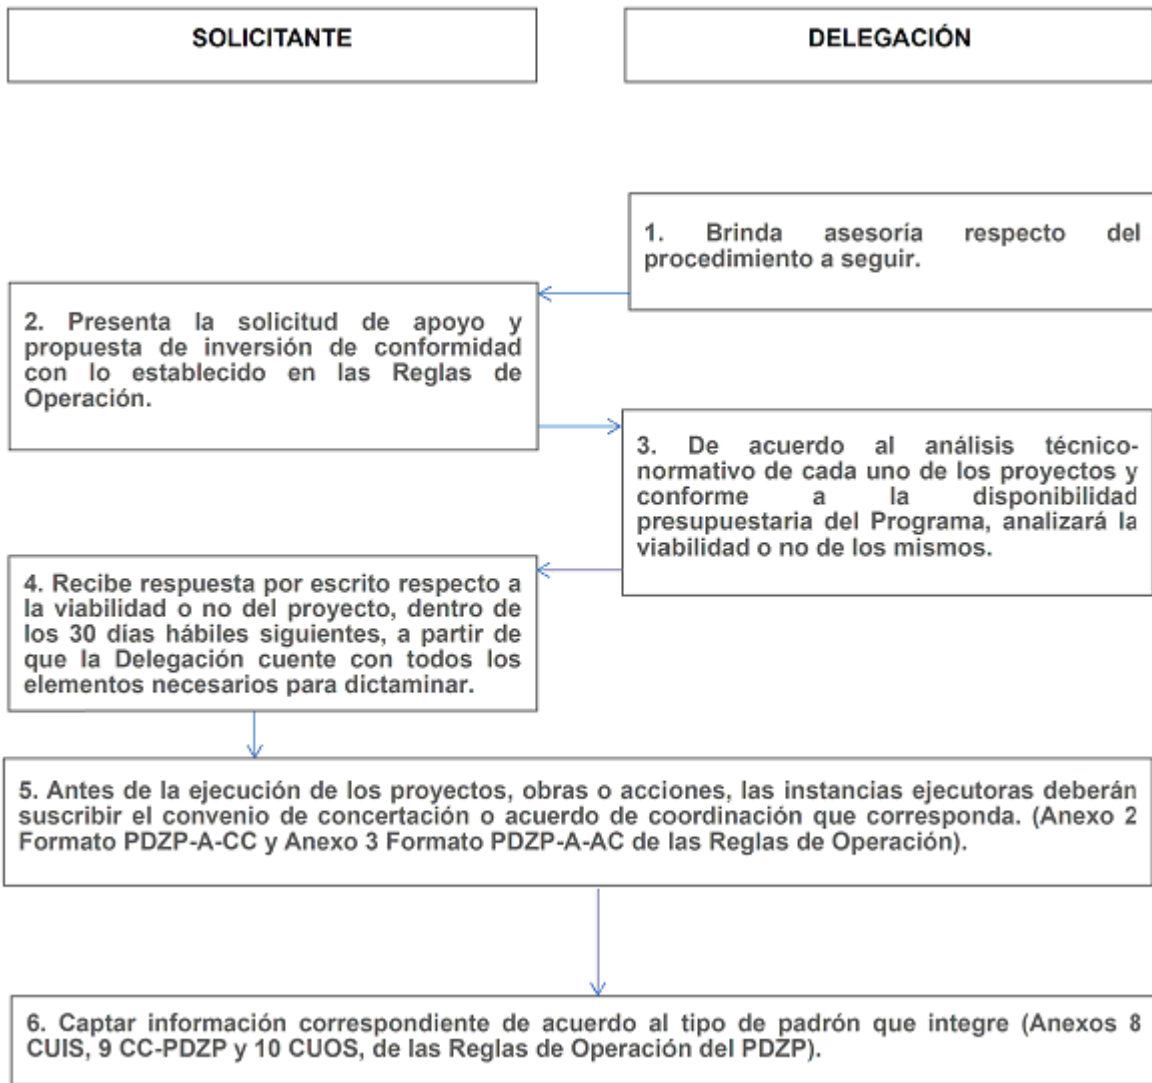 SOLICITANTE
DELEGACIÓN
1. Brinda asesoría respecto del
procedimiento a seguir.
2. Presenta la solicitud de apoyo y
propuesta de inversión de conformidad
con lo establecido en las Reglas de
Operación.
3. De acuerdo al análisis técnico-
normativo de cada uno de los proyectos y
conforme a la disponibilidad
presupuestaria del Programa, analizará la
viabilidad o no de los mismos.
4. Recibe respuesta por escrito respecto a
la viabilidad o no del proyecto, dentro de
los 30 días hábiles siguientes, a partir de
que la Delegación cuente con todos los
elementos necesarios para dictaminar.
5. Antes de la ejecución de los proyectos, obras o acciones, las instancias ejecutoras deberán
suscribir el convenio de concertación o acuerdo de coordinación que corresponda. (Anexo 2
Formato PDZP-A-CC y Anexo 3 Formato PDZP-A-AC de las Reglas de Operación).
6. Captar información correspondiente de acuerdo al tipo de padrón que integre (Anexos 8
CUIS, 9 CC-PDZP y 10 CUOS, de las Reglas de Operación del PDZP).